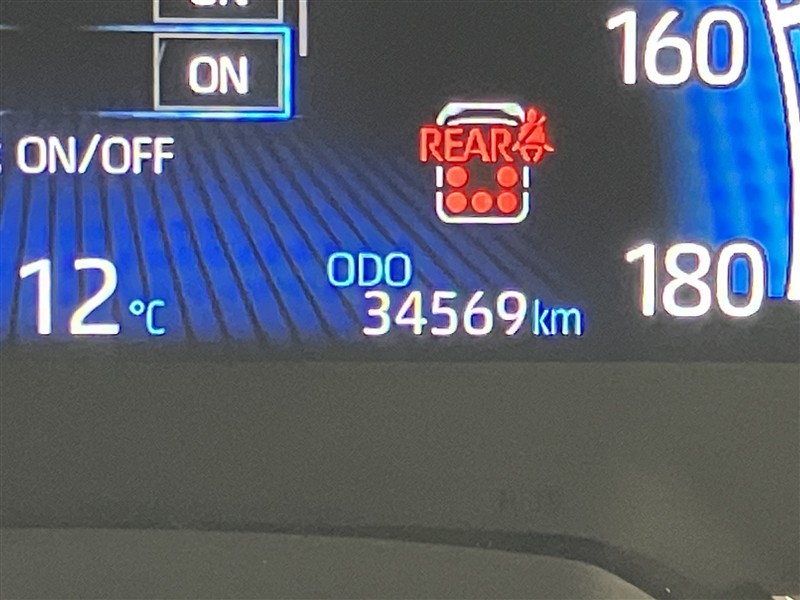 ON
160
REAR
ON/OFF
180
12°C
ODO
34569km